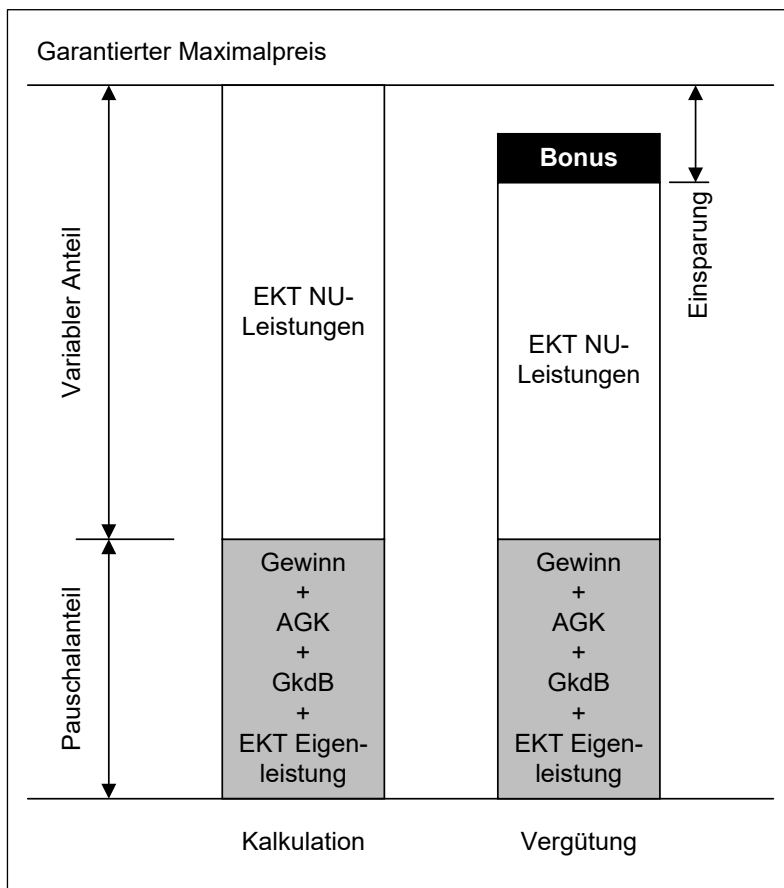 Garantierter Maximalpreis
Variabler Anteil
EKT NU-
Leistungen
Bonus
EKT NU-
Leistungen
Einsparung
Pauschalanteil
Gewinn
+
AGK
+
GkdB
+
EKT Eigen-
leistung
Gewinn
+
AGK
+
GkdB
+
EKT Eigen-
leistung
Kalkulation
Vergütung